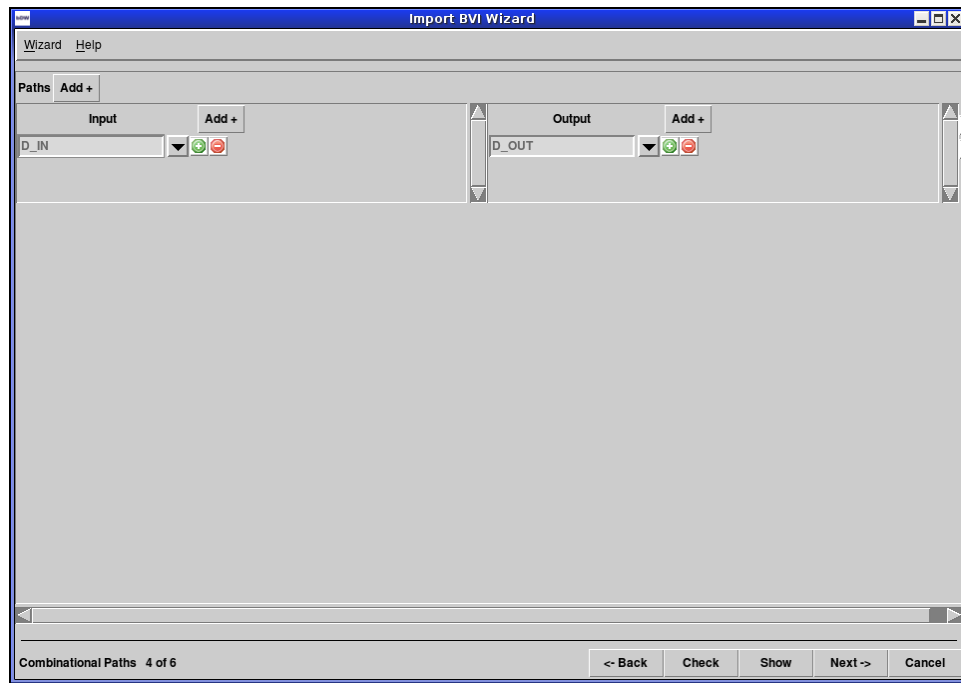 Import BVI Wizard
Wizard Help
Paths Add +
Input Add + Output Add +
D_IN D_OUT
Combinational Paths 4 of 6 <- Back Check Show Next -> Cancel